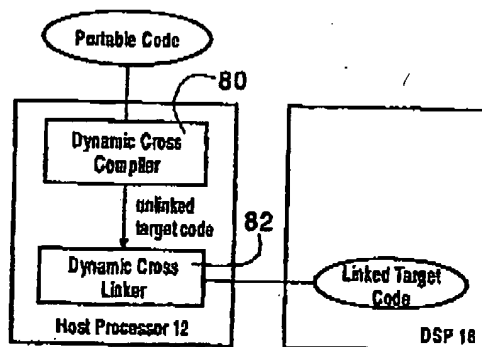 Portable Code
80
Dynamic Cross
Compiler
unlinked
target code
82
Dynamic Cross
Linker
Linked Target
Code
Host Processor 12
DSP 18